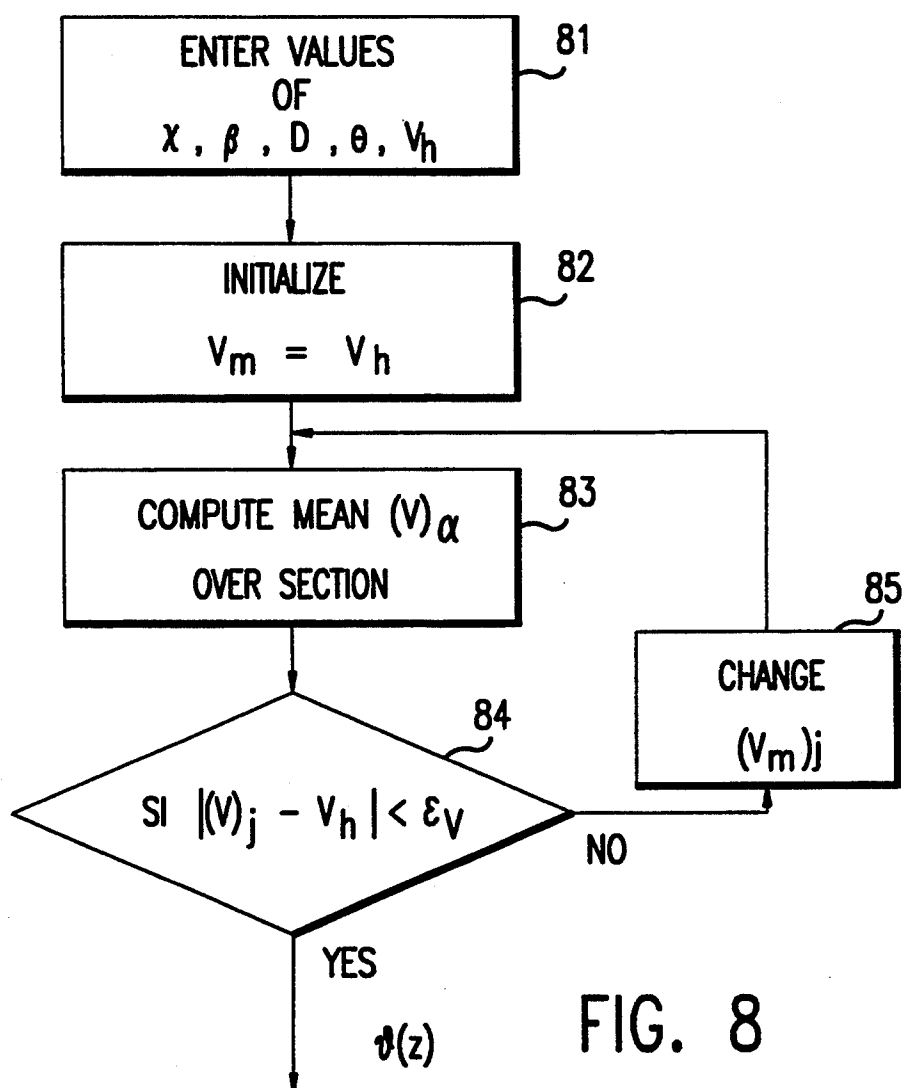 ENTER VALUES
OF
χ , β , D , θ , Vh
81
INITIALIZE
Vm = Vh
82
COMPUTE MEAN (V)α
OVER SECTION
83
SI |(V)j - Vh| < εV
84
CHANGE
(Vm)j
85
NO
YES
ϑ(z)
FIG. 8